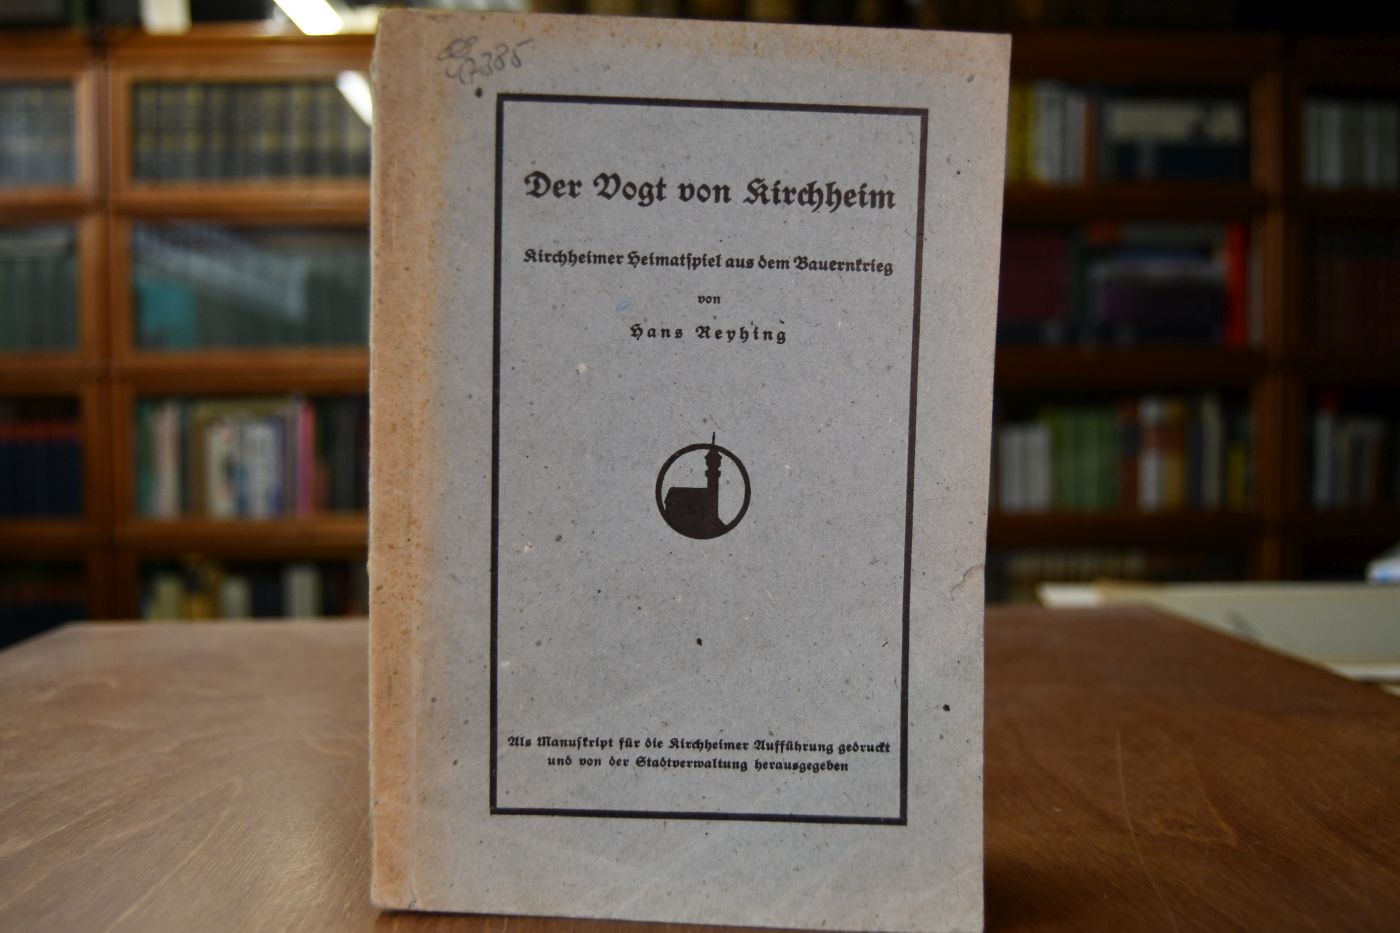 47385
Der Vogt von Kirchheim
Kirchheimer Heimatſpiel aus dem Bauernkrieg
von
Hans Reyhing
Als Manuſkript für die Kirchheimer Aufführung gedruckt
und von der Stadtverwaltung herausgegeben